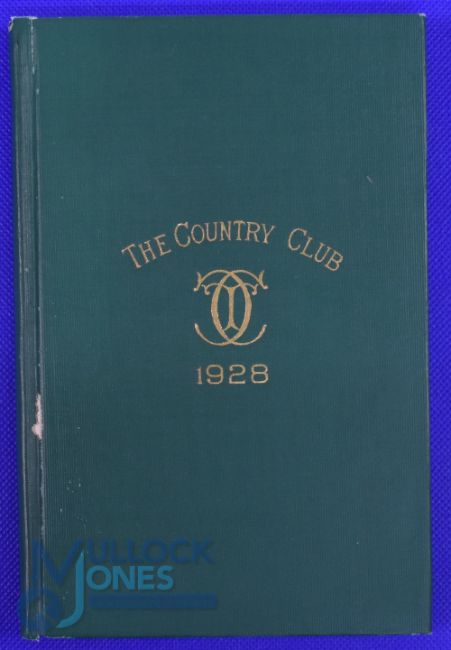 The Country Club
1928
Mullock
Jones